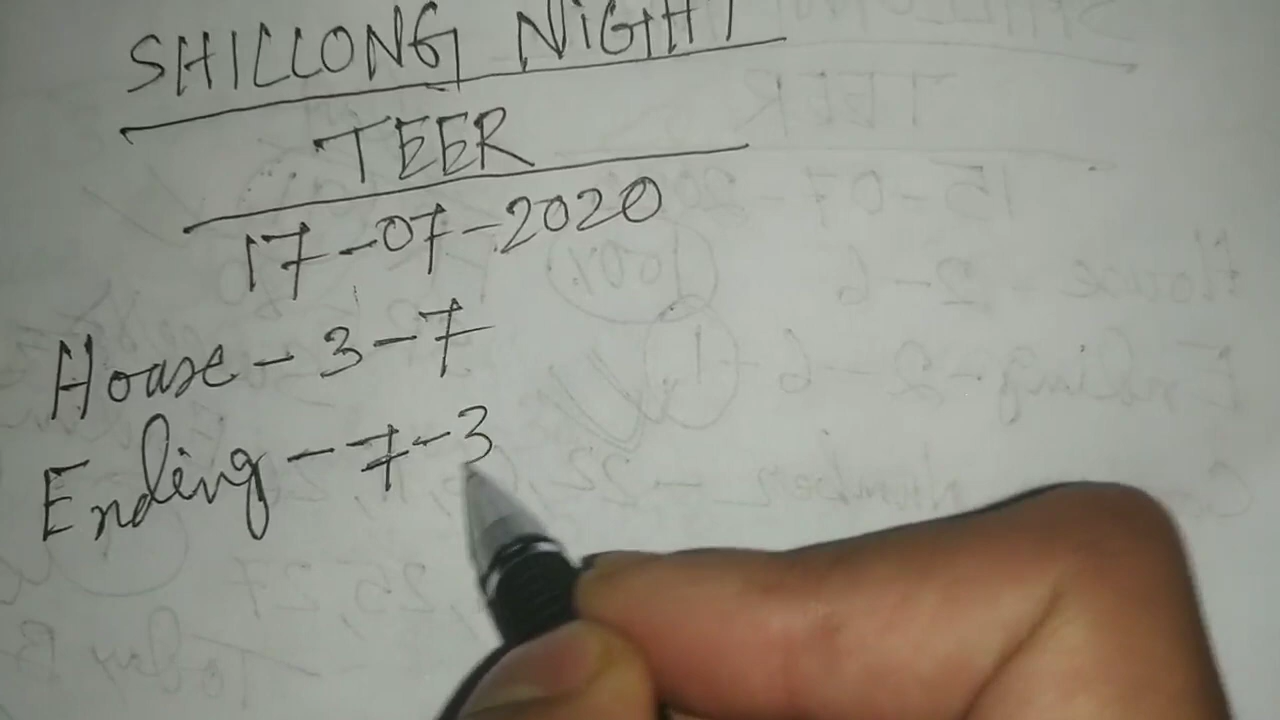 SHILLONG NIGHT
TEER
17-07-2020
House - 3 - 7
Ending - 7 - 3